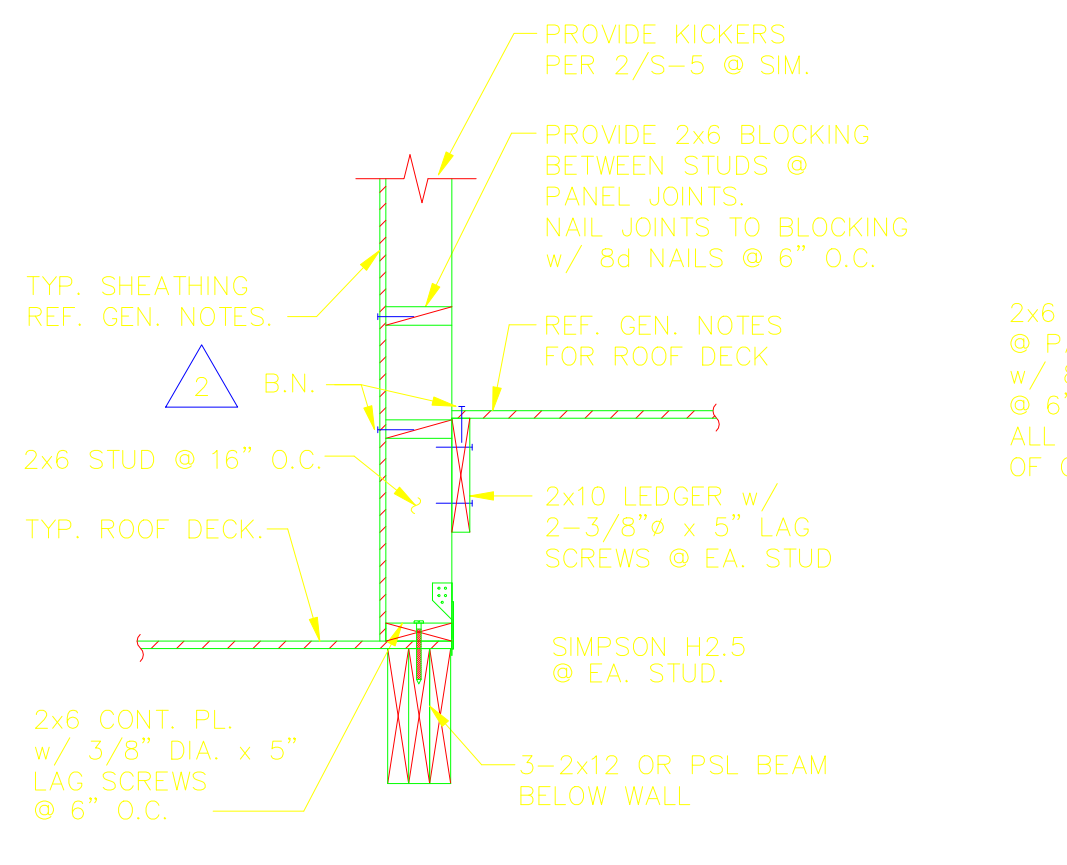 PROVIDE KICKERS
PER 2/S-5 @ SIM.
PROVIDE 2x6 BLOCKING
BETWEEN STUDS @
PANEL JOINTS.
NAIL JOINTS TO BLOCKING
w/ 8d NAILS @ 6" O.C.
TYP. SHEATHING
REF. GEN. NOTES.
REF. GEN. NOTES
FOR ROOF DECK
2
B.N.
2x6 STUD @ 16" O.C.
TYP. ROOF DECK.
2x10 LEDGER w/
2-3/8"Ø x 5" LAG
SCREWS @ EA. STUD
SIMPSON H2.5
@ EA. STUD.
2x6 CONT. PL.
w/ 3/8" DIA. x 5"
LAG SCREWS
@ 6" O.C.
3-2x12 OR PSL BEAM
BELOW WALL
2x6
@ P.
w/
@ 6"
ALL
OF